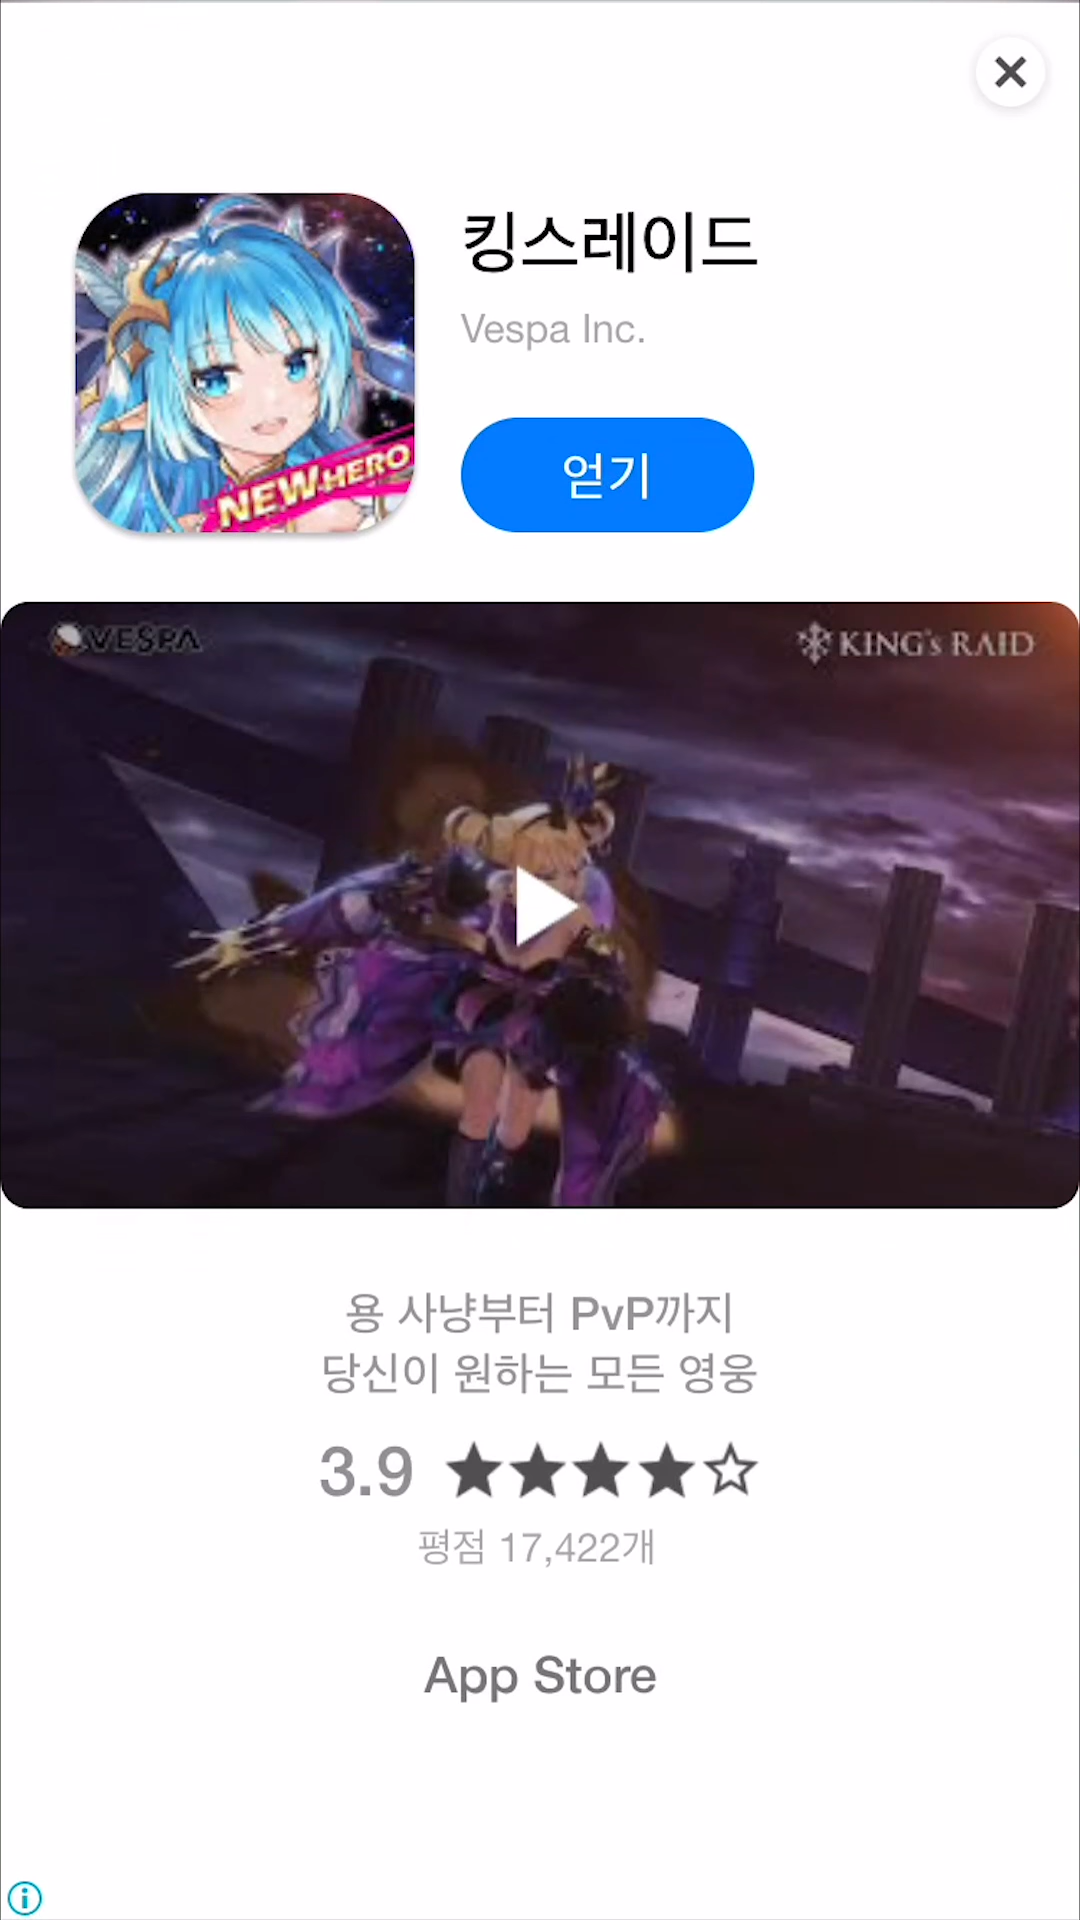 킹스레이드
Vespa Inc.
얻기
NEW HERO
VESPA
KING's RAID
용 사냥부터 PvP까지
당신이 원하는 모든 영웅
3.9
평점 17,422개
App Store